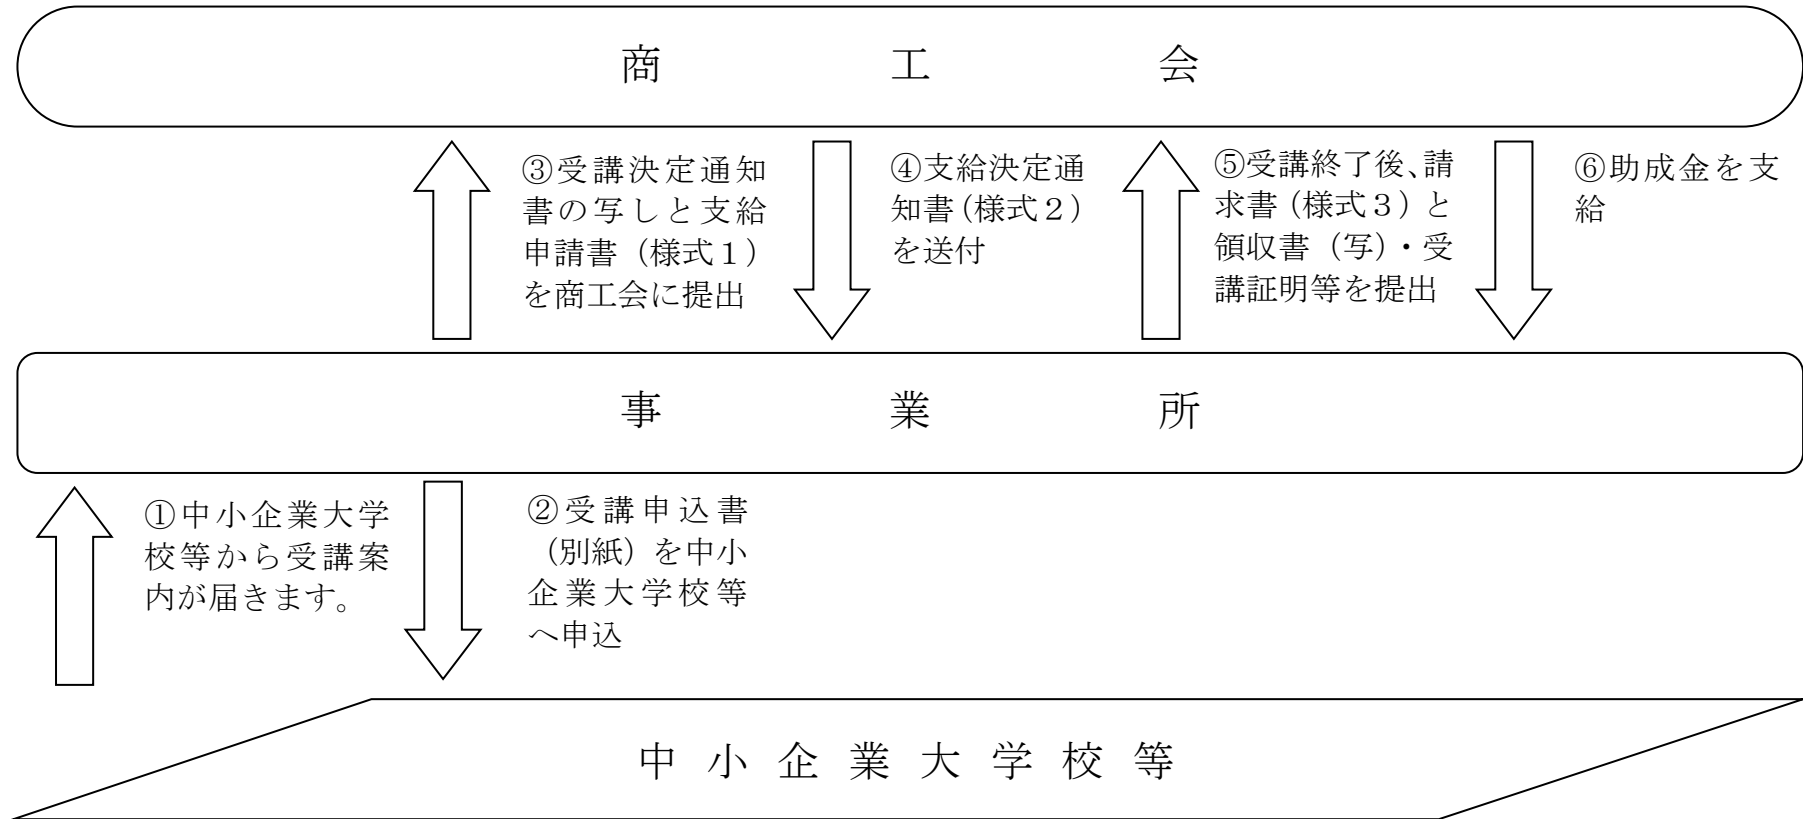 商工会
③受講決定通知
書の写しと支給
申請書（様式１）
を商工会に提出
④支給決定通
知書（様式２）
を送付
⑤受講終了後、請
求書（様式３）と
領収書（写）・受
講証明等を提出
⑥助成金を支
給
事業所
①中小企業大学
校等から受講案
内が届きます。
②受講申込書
（別紙）を中小
企業大学校等
へ申込
中小企業大学校等